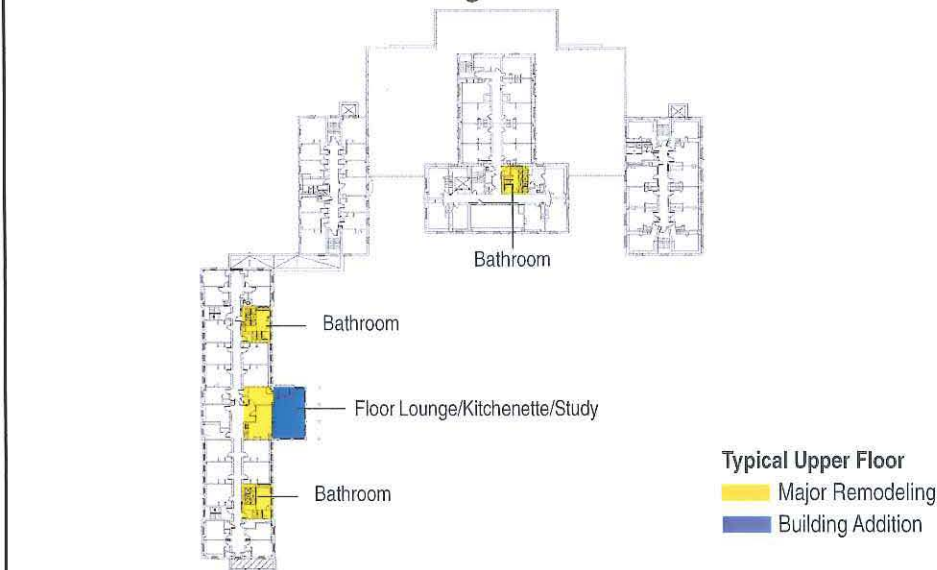 Bathroom
Bathroom
Floor Lounge/Kitchenette/Study
Bathroom
Typical Upper Floor
Major Remodeling
Building Addition